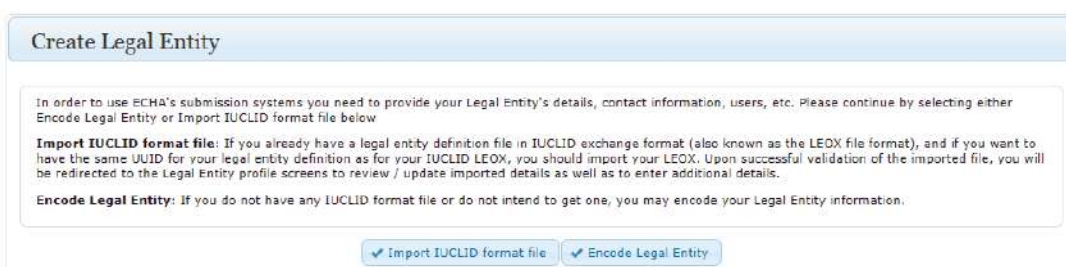 Create Legal Entity
In order to use ECHA's submission systems you need to provide your Legal Entity's details, contact information, users, etc. Please continue by selecting either
Encode Legal Entity or Import IUCLID format file below
Import IUCLID format file: If you already have a legal entity definition file in IUCLID exchange format (also known as the LEOX file format), and if you want to
have the same UUID for your legal entity definition as for your IUCLID LEOX, you should import your LEOX. Upon successful validation of the imported file, you will
be redirected to the Legal Entity profile screens to review / update imported details as well as to enter additional details.
Encode Legal Entity: If you do not have any IUCLID format file or do not intend to get one, you may encode your Legal Entity information.
Import IUCLID format file Encode Legal Entity